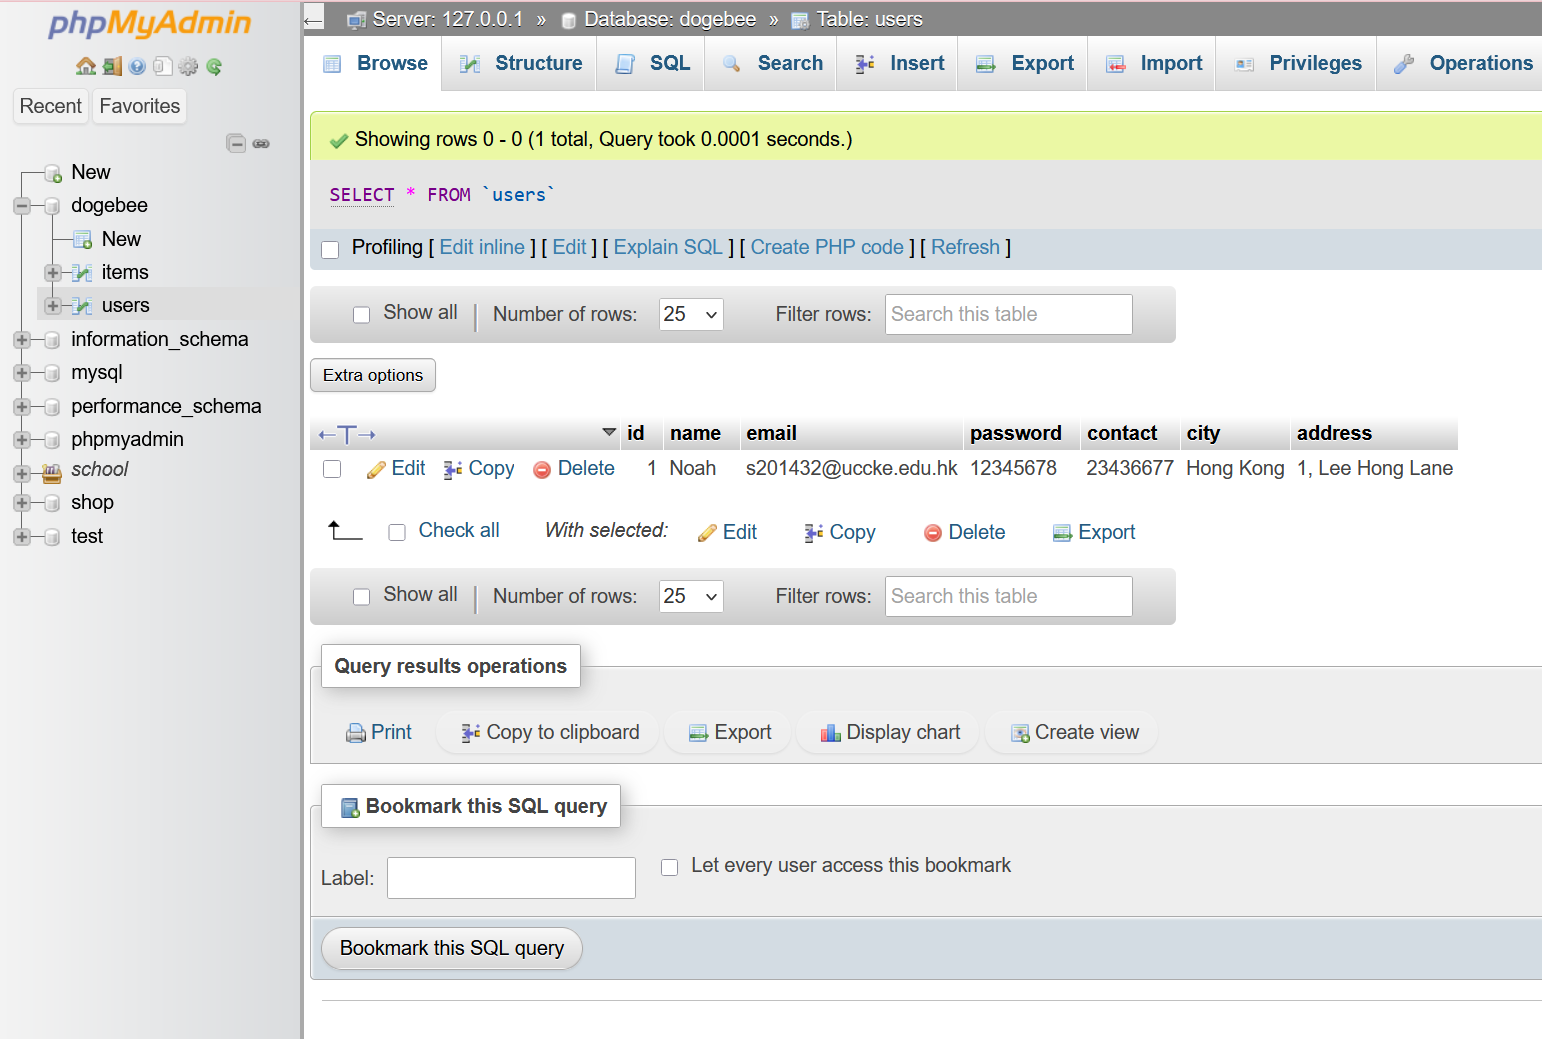 phpMyAdmin
Recent Favorites
New
dogebee
New
items
users
information_schema
mysql
performance_schema
phpmyadmin
school
shop
test
Server: 127.0.0.1 » Database: dogebee » Table: users
Browse Structure SQL Search Insert Export Import Privileges Operations
Showing rows 0 - 0 (1 total, Query took 0.0001 seconds.)
SELECT * FROM `users`
Profiling [ Edit inline ] [ Edit ] [ Explain SQL ] [ Create PHP code ] [ Refresh ]
Show all | Number of rows: 25 Filter rows: Search this table
Extra options
←T→ id name email password contact city address
Edit Copy Delete 1 Noah s201432@uccke.edu.hk 12345678 23436677 Hong Kong 1, Lee Hong Lane
Check all With selected: Edit Copy Delete Export
Show all | Number of rows: 25 Filter rows: Search this table
Query results operations
Print Copy to clipboard Export Display chart Create view
Bookmark this SQL query
Label: Let every user access this bookmark
Bookmark this SQL query